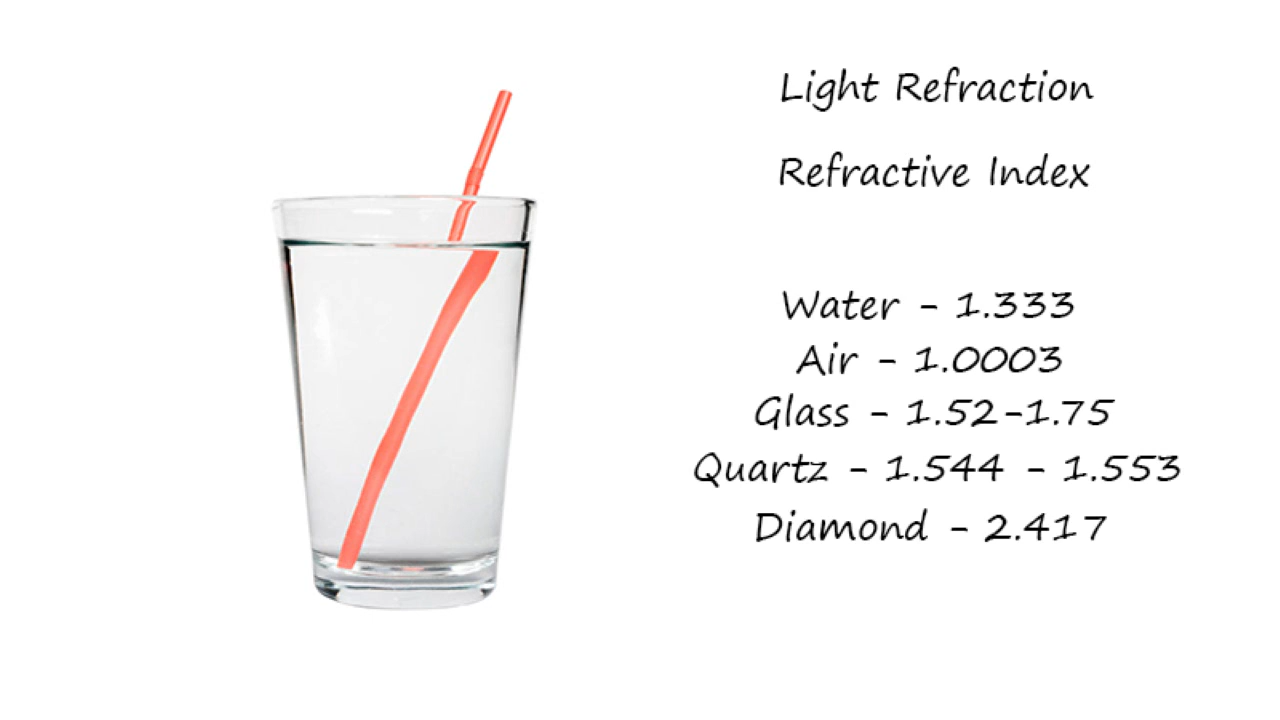 Light Refraction
Refractive Index
Water - 1.333
Air - 1.0003
Glass - 1.52-1.75
Quartz - 1.544 - 1.553
Diamond - 2.417